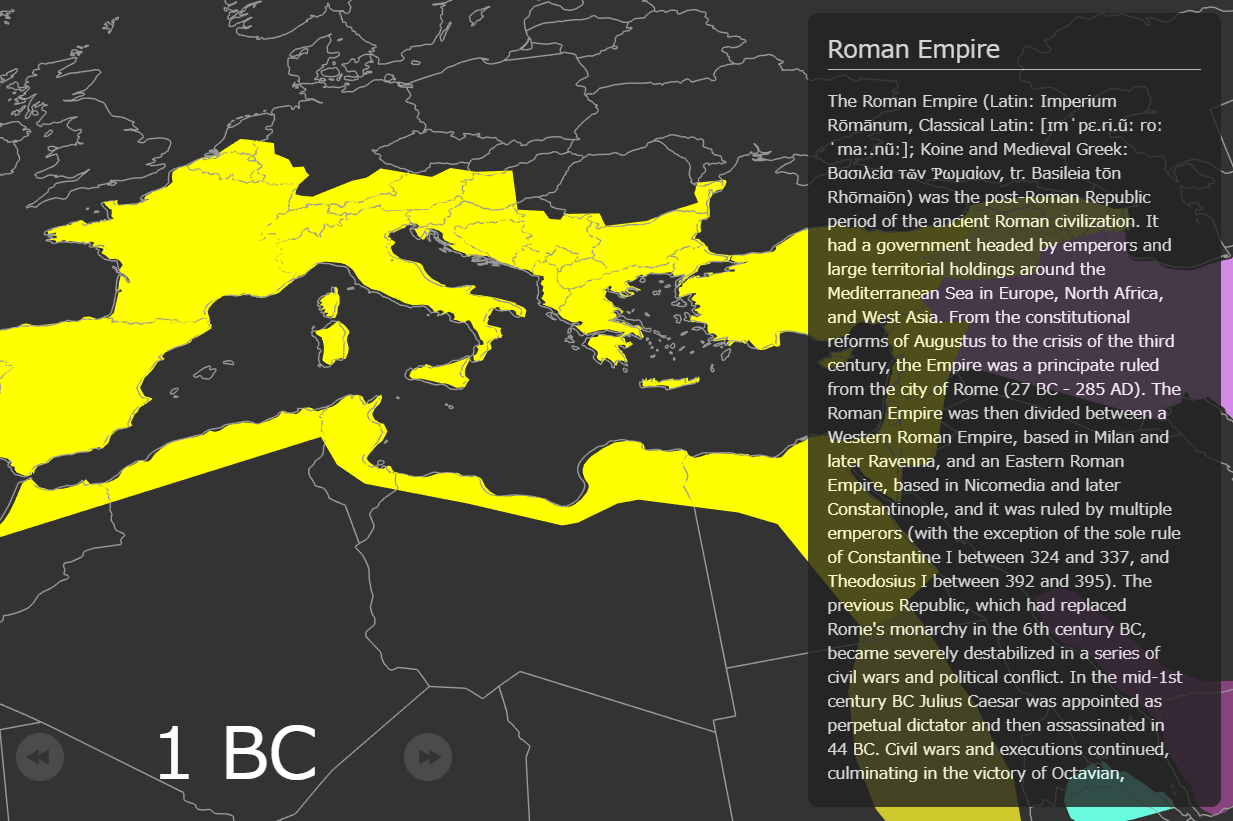 Roman Empire
The Roman Empire (Latin: Imperium
Rōmānum, Classical Latin: [ɪmˈpɛ.ri.ũː roː
ˈmaː.nũː]; Koine and Medieval Greek:
Βασιλεία τῶν Ῥωμαίων, tr. Basileia tōn
Rhōmaiōn) was the post-Roman Republic
period of the ancient Roman civilization. It
had a government headed by emperors and
large territorial holdings around the
Mediterranean Sea in Europe, North Africa,
and West Asia. From the constitutional
reforms of Augustus to the crisis of the third
century, the Empire was a principate ruled
from the city of Rome (27 BC - 285 AD). The
Roman Empire was then divided between a
Western Roman Empire, based in Milan and
later Ravenna, and an Eastern Roman
Empire, based in Nicomedia and later
Constantinople, and it was ruled by multiple
emperors (with the exception of the sole rule
of Constantine I between 324 and 337, and
Theodosius I between 392 and 395). The
previous Republic, which had replaced
Rome's monarchy in the 6th century BC,
became severely destabilized in a series of
civil wars and political conflict. In the mid-1st
century BC Julius Caesar was appointed as
perpetual dictator and then assassinated in
44 BC. Civil wars and executions continued,
culminating in the victory of Octavian,
1 BC